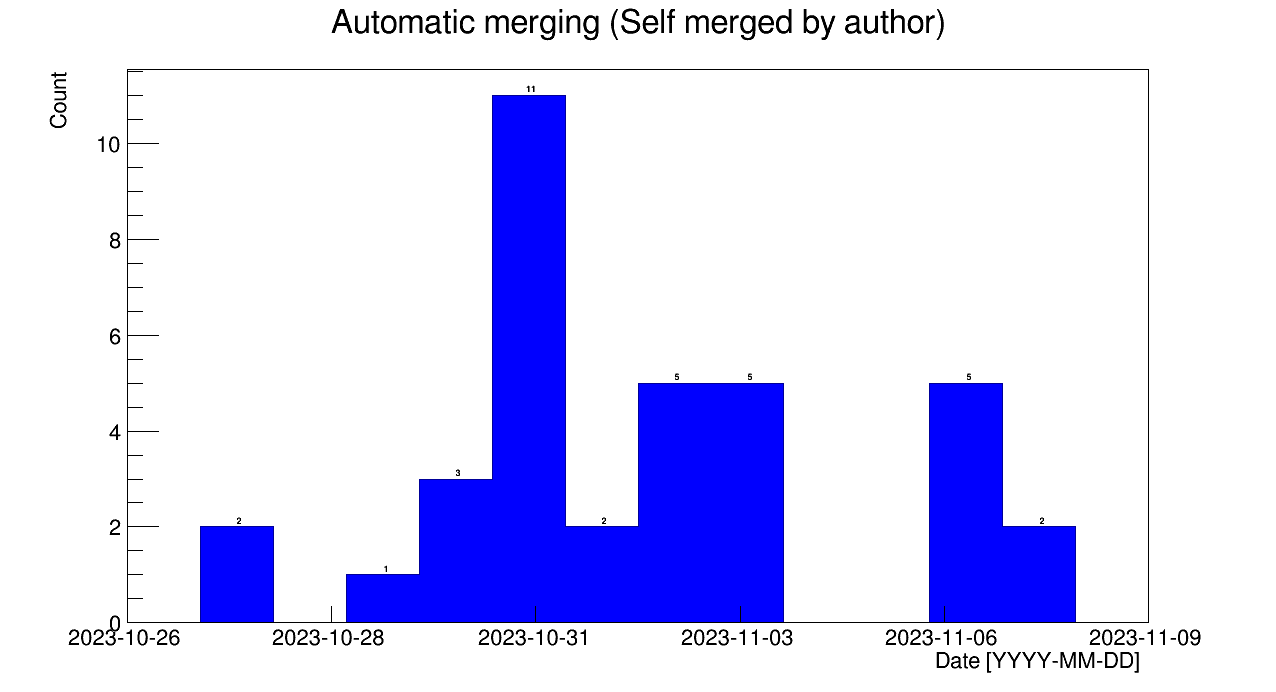 Automatic merging (Self merged by author)
Count
11
10
8
6
5 5 5
4
3
2 2 2
2
1
0
2023-10-26 2023-10-28 2023-10-31 2023-11-03 2023-11-06 2023-11-09
Date [YYYY-MM-DD]